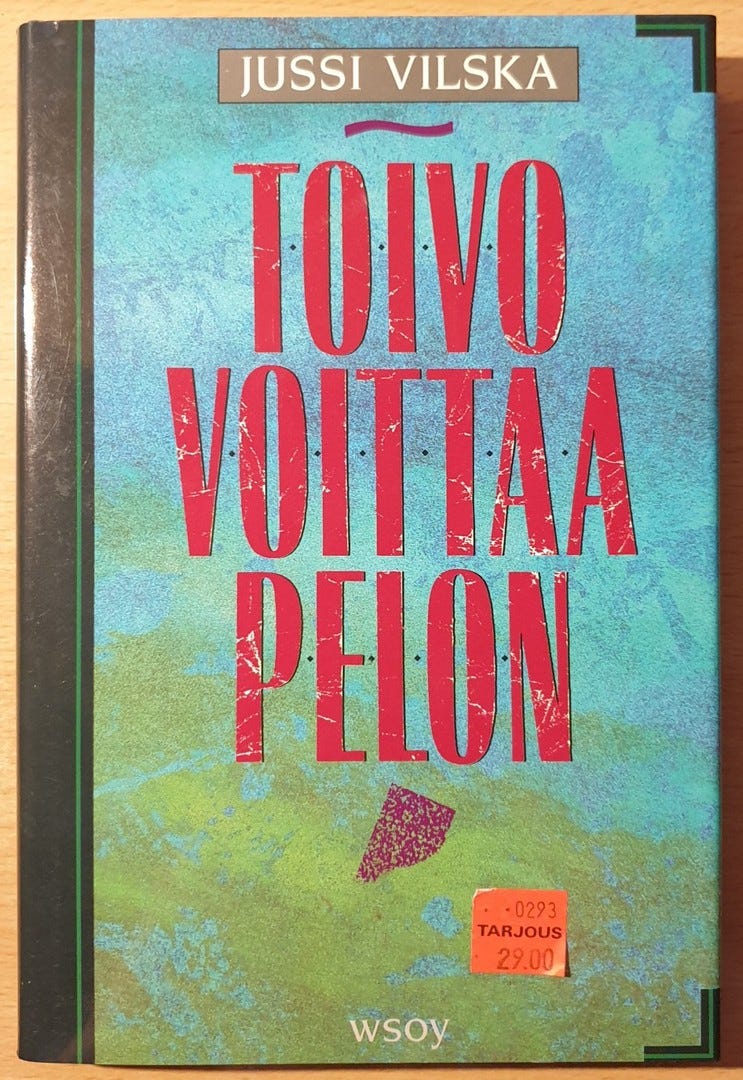 JUSSI VILSKA
TOIVO
VOITTAA
PELON
· ·0293
TARJOUS
29.00
wsoy